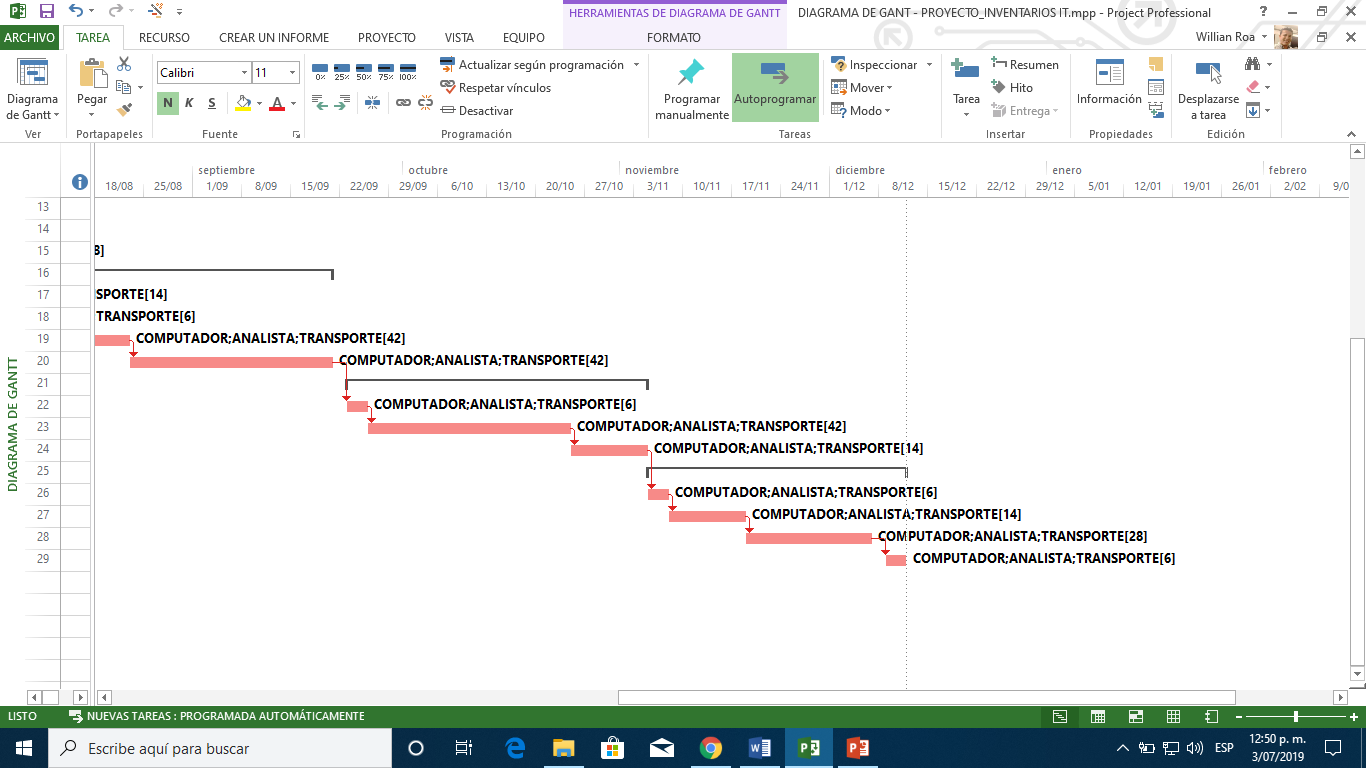 HERRAMIENTAS DE DIAGRAMA DE GANTT
DIAGRAMA DE GANT - PROYECTO_INVENTARIOS IT.mpp - Project Professional
ARCHIVO TAREA RECURSO CREAR UN INFORME PROYECTO VISTA EQUIPO FORMATO
Willian Roa
Diagrama de Gantt
Ver
Pegar
Portapapeles
Calibri 11
N K S
Fuente
0% 25% 50% 75% 100%
Actualizar según programación
Respetar vínculos
Desactivar
Programación
Programar manualmente
Autoprogramar
Inspeccionar
Mover
Modo
Tareas
Tarea
Resumen
Hito
Entrega
Insertar
Información
Propiedades
Desplazarse a tarea
Edición
septiembre octubre noviembre diciembre enero febrero
18/08 25/08 1/09 8/09 15/09 22/09 29/09 6/10 13/10 20/10 27/10 3/11 10/11 17/11 24/11 1/12 8/12 15/12 22/12 29/12 5/01 12/01 19/01 26/01 2/02 9/0
DIAGRAMA DE GANTT
13
14
15 3]
16
17 SPORTE[14]
18 TRANSPORTE[6]
19 COMPUTADOR;ANALISTA;TRANSPORTE[42]
20 COMPUTADOR;ANALISTA;TRANSPORTE[42]
21
22 COMPUTADOR;ANALISTA;TRANSPORTE[6]
23 COMPUTADOR;ANALISTA;TRANSPORTE[42]
24 COMPUTADOR;ANALISTA;TRANSPORTE[14]
25
26 COMPUTADOR;ANALISTA;TRANSPORTE[6]
27 COMPUTADOR;ANALISTA;TRANSPORTE[14]
28 COMPUTADOR;ANALISTA;TRANSPORTE[28]
29 COMPUTADOR;ANALISTA;TRANSPORTE[6]
LISTO NUEVAS TAREAS : PROGRAMADA AUTOMÁTICAMENTE
Escribe aquí para buscar
ESP
12:50 p. m.
3/07/2019